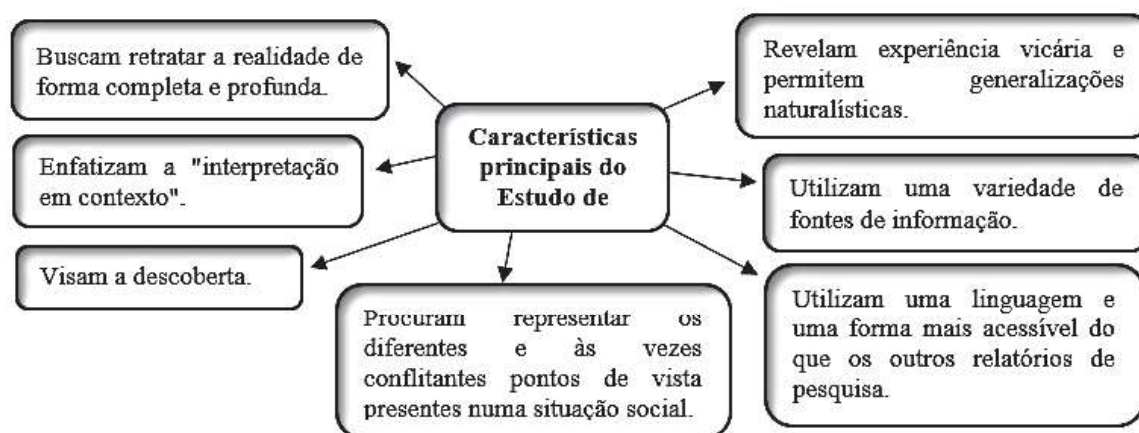 Buscam retratar a realidade de
forma completa e profunda.
Enfatizam a "interpretação
em contexto".
Visam a descoberta.
Características
principais do
Estudo de
Procuram representar os
diferentes e às vezes
conflitantes pontos de vista
presentes numa situação social.
Revelam experiência vicária e
permitem generalizações
naturalísticas.
Utilizam uma variedade de
fontes de informação.
Utilizam uma linguagem e
uma forma mais acessível do
que os outros relatórios de
pesquisa.